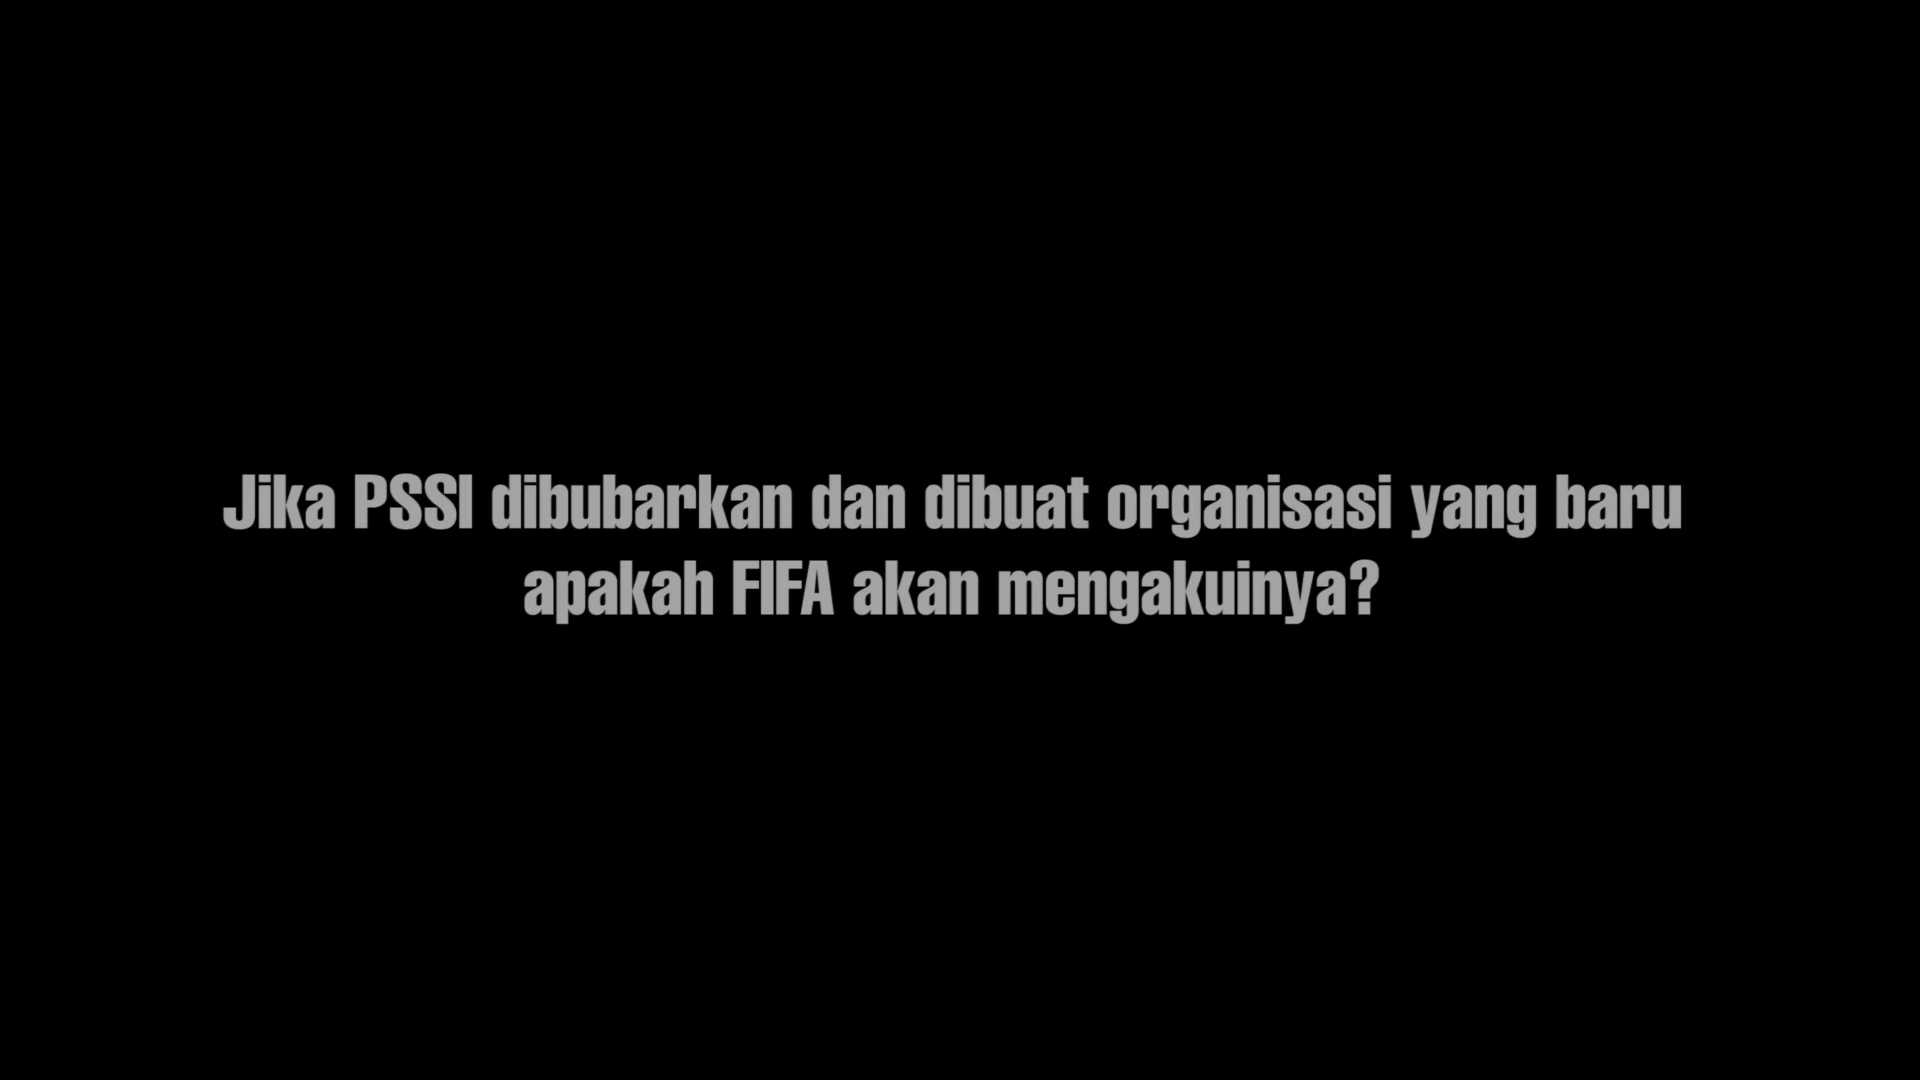 Jika PSSI dibubarkan dan dibuat organisasi yang baru
apakah FIFA akan mengakuinya?